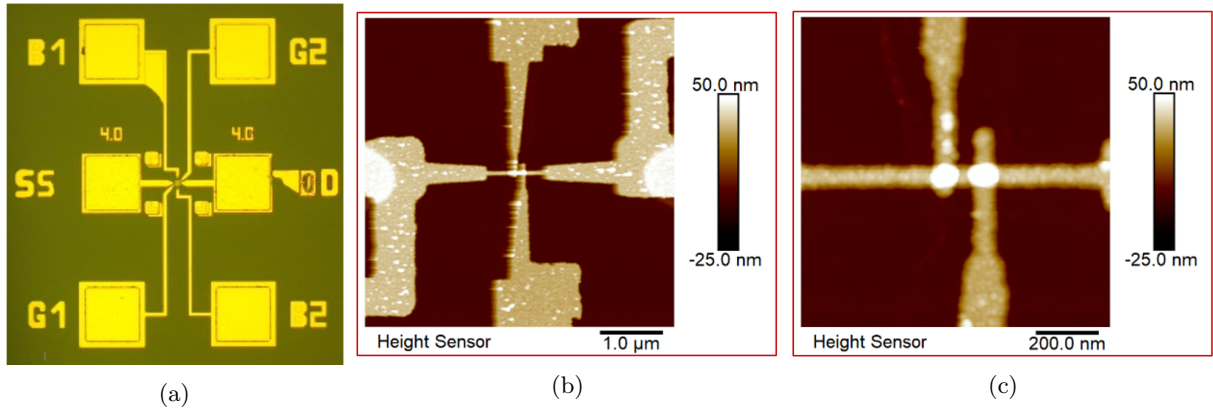 B1
G2
4.0
4.0
SS
D
G1
B2
(a)
50.0 nm
-25.0 nm
Height Sensor
1.0 µm
(b)
50.0 nm
-25.0 nm
Height Sensor
200.0 nm
(c)